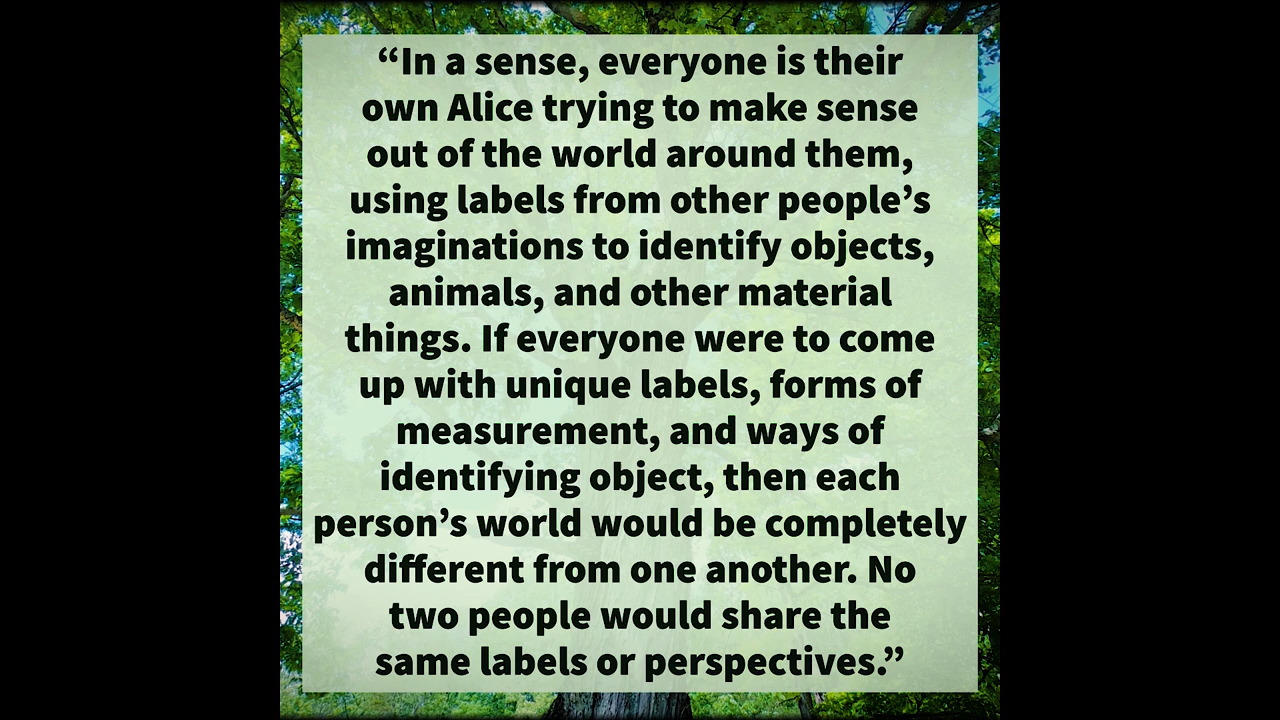 “In a sense, everyone is their
own Alice trying to make sense
out of the world around them,
using labels from other people’s
imaginations to identify objects,
animals, and other material
things. If everyone were to come
up with unique labels, forms of
measurement, and ways of
identifying object, then each
person’s world would be completely
different from one another. No
two people would share the
same labels or perspectives.”